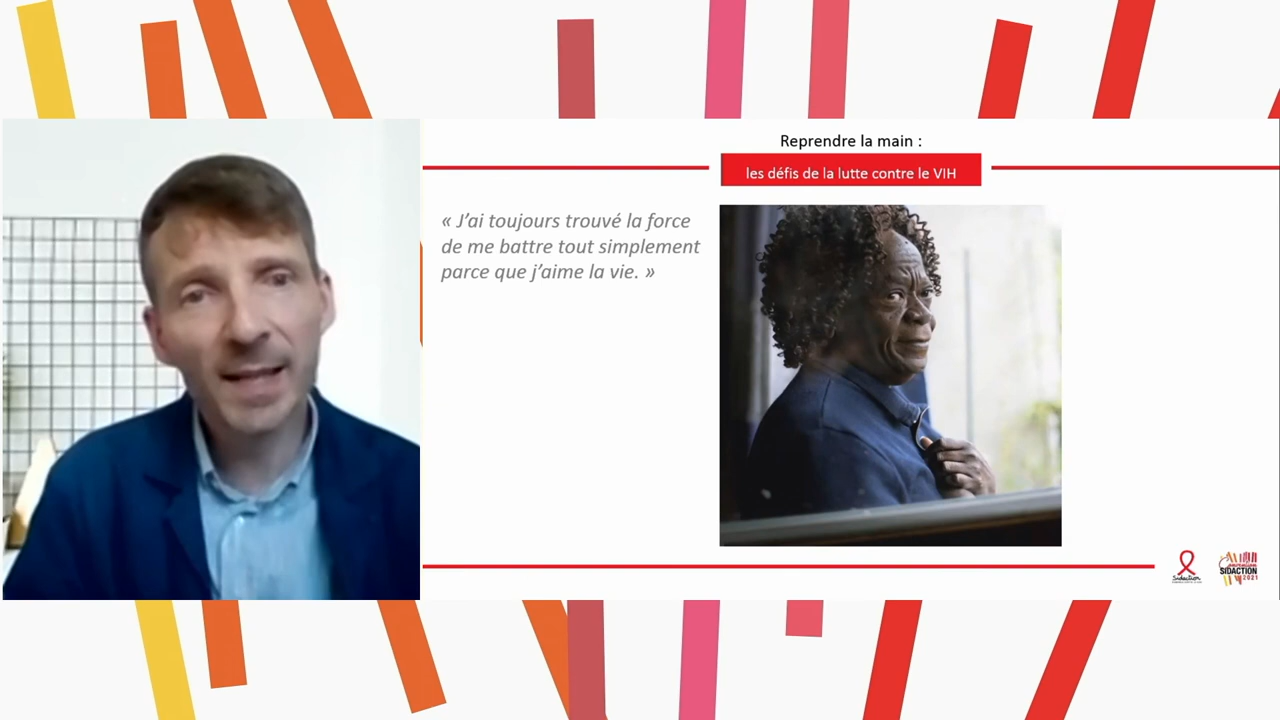 Reprendre la main :
les défis de la lutte contre le VIH
« J’ai toujours trouvé la force
de me battre tout simplement
parce que j’aime la vie. »
Sidaction
SIDACTION
2021